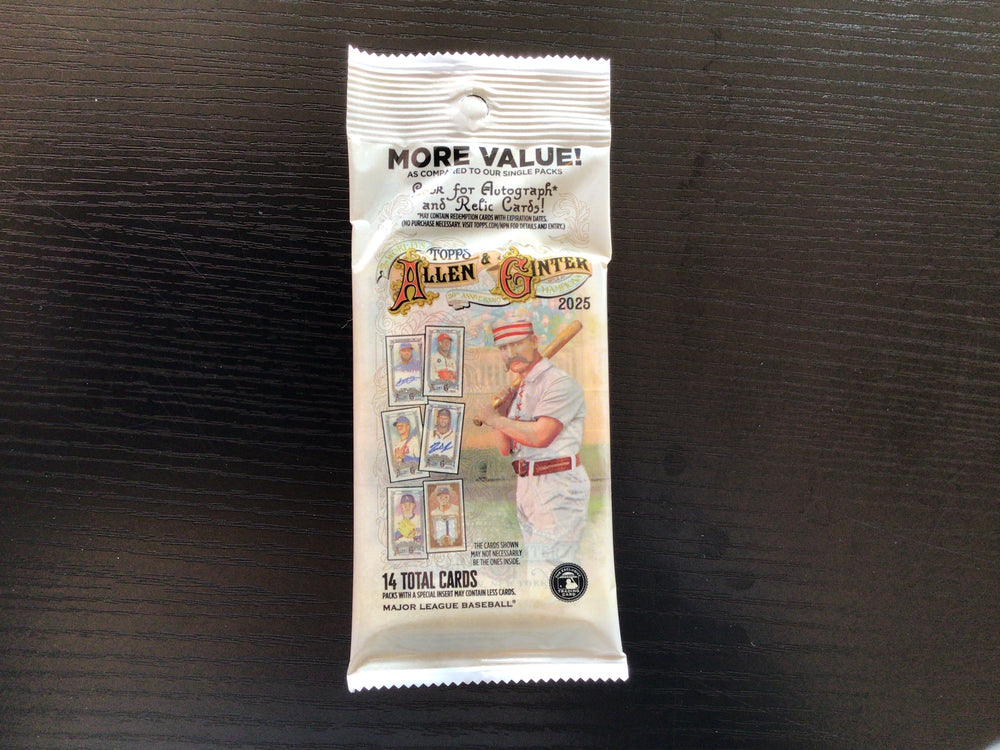 MORE VALUE!
AS COMPARED TO OUR SINGLE PACKS
Look for Autograph*
and Relic Cards!
*MAY CONTAIN REDEMPTION CARDS WITH EXPIRATION DATES.
(NO PURCHASE NECESSARY. VISIT TOPPS.COM/NPN FOR DETAILS AND ENTRY.)
TOPPS
ALLEN & GINTER
2025
THE CARDS SHOWN
MAY NOT NECESSARILY
BE THE ONES INSIDE.
14 TOTAL CARDS
PACKS WITH A SPECIAL INSERT MAY CONTAIN LESS CARDS.
MAJOR LEAGUE BASEBALL®